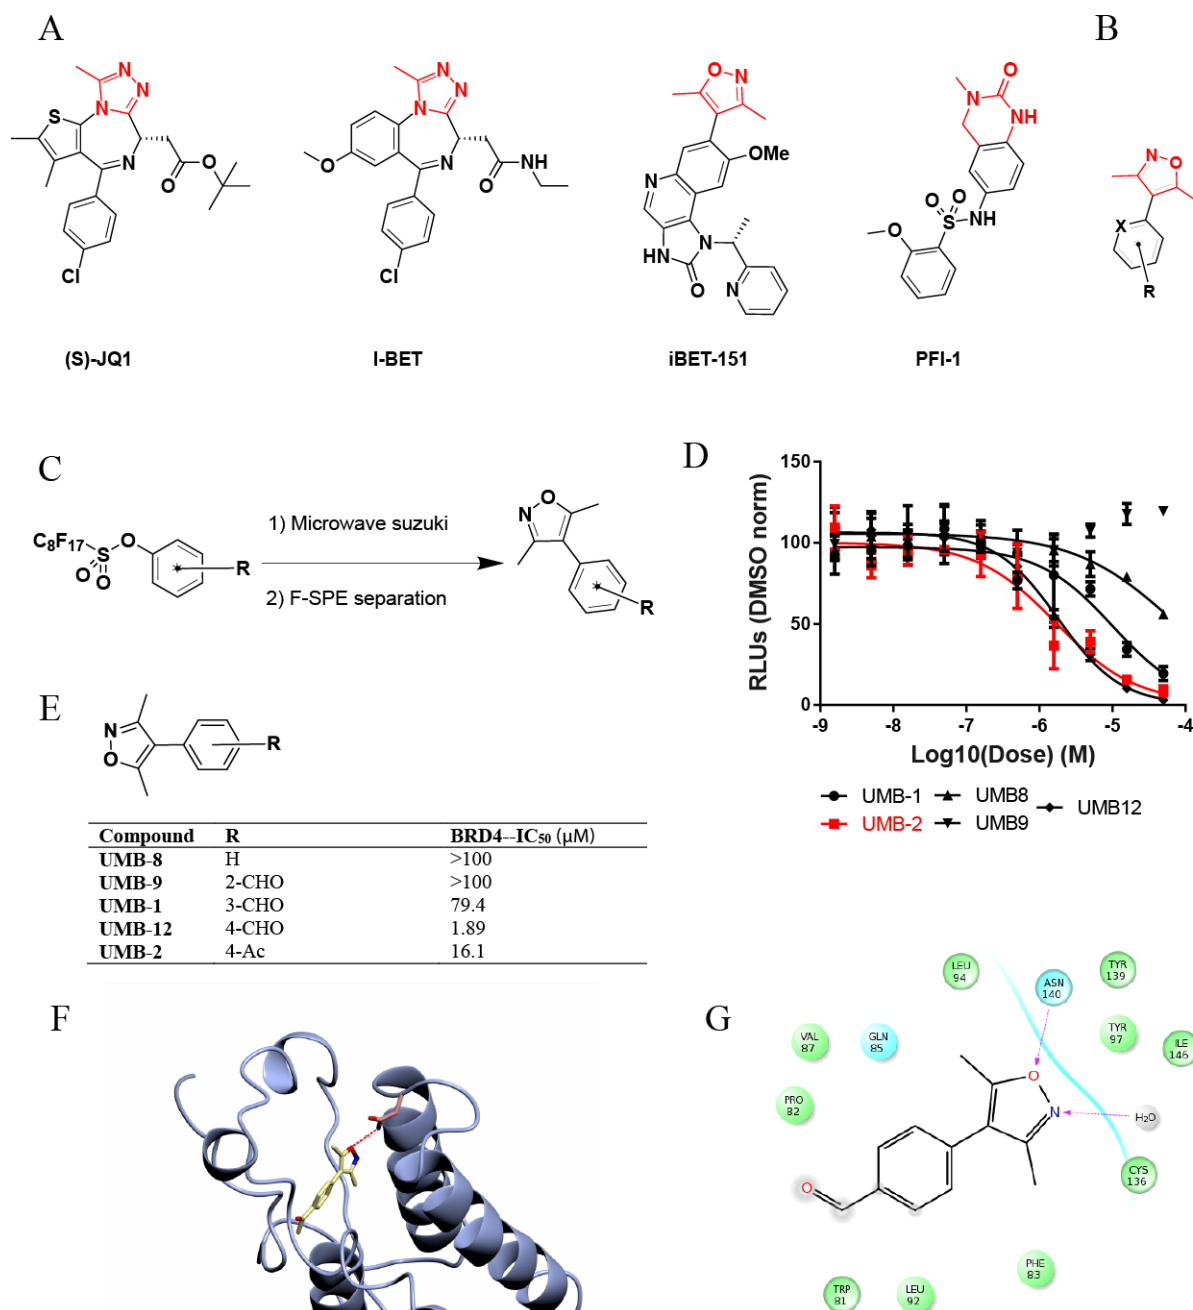 A
B
N
N
N
S
N
O
O
Cl
(S)-JQ1
N
N
N
O
N
NH
O
Cl
I-BET
O
N
OMe
N
N
HN
O
N
iBET-151
O
N
NH
O
O
S
NH
O
PFI-1
N
O
X
R
C
C₈F₁₇
O
S
O
O
R
1) Microwave suzuki
2) F-SPE separation
O
N
R
D
150
100
50
0
RLUs (DMSO norm)
-9 -8 -7 -6 -5 -4
Log10(Dose) (M)
UMB-1 UMB8 UMB12
UMB-2 UMB9
E
N
O
R
Compound R BRD4--IC₅₀ (μM)
UMB-8 H >100
UMB-9 2-CHO >100
UMB-1 3-CHO 79.4
UMB-12 4-CHO 1.89
UMB-2 4-Ac 16.1
F
G
LEU
94
ASN
140
TYR
139
VAL
87
GLN
85
TYR
97
ILE
146
PRO
82
O
N
H₂O
CYS
136
O
PHE
83
TRP
81
LEU
92